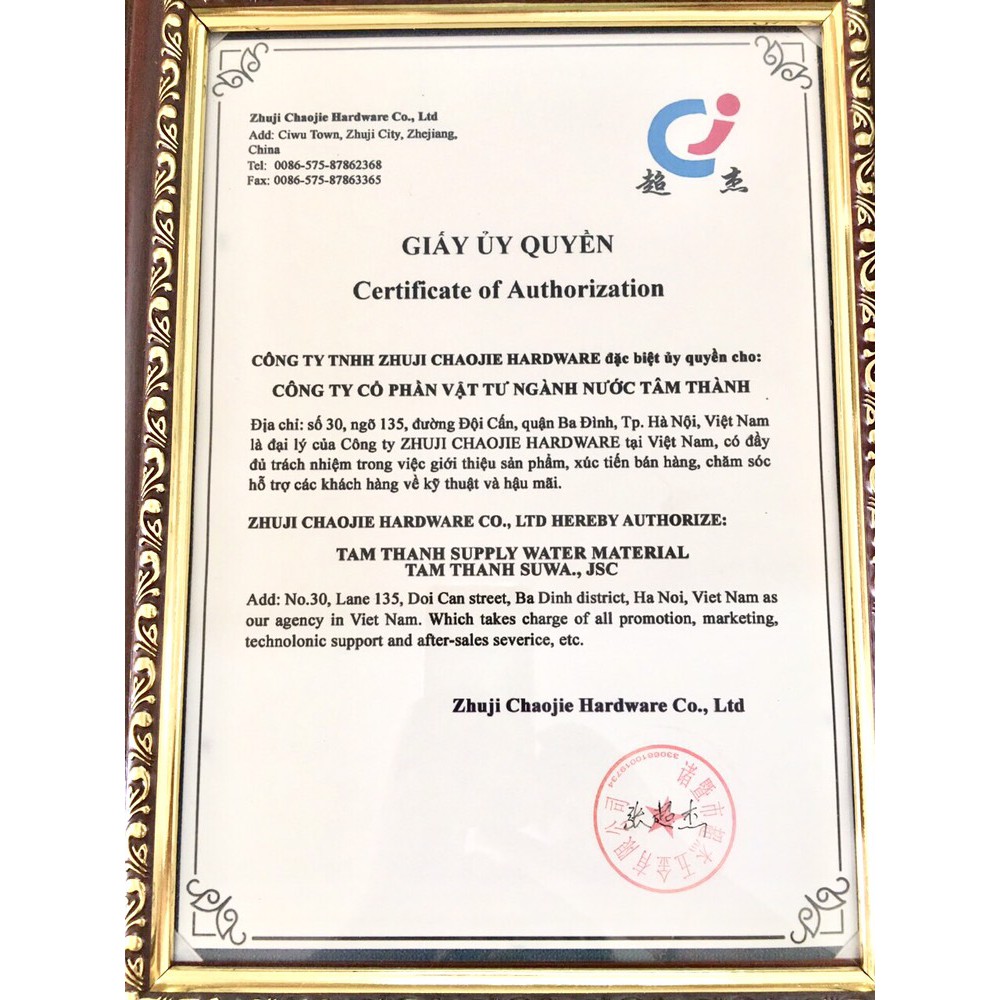 Zhuji Chaojie Hardware Co., Ltd
Add: Ciwu Town, Zhuji City, Zhejiang,
China
Tel: 0086-575-87862368
Fax: 0086-575-87863365
超 杰
GIẤY ỦY QUYỀN
Certificate of Authorization
CÔNG TY TNHH ZHUJI CHAOJIE HARDWARE đặc biệt ủy quyền cho:
CÔNG TY CỔ PHẦN VẬT TƯ NGÀNH NƯỚC TÂM THÀNH
Địa chỉ: số 30, ngõ 135, đường Đội Cấn, quận Ba Đình, Tp. Hà Nội, Việt Nam
là đại lý của Công ty ZHUJI CHAOJIE HARDWARE tại Việt Nam, có đầy
đủ trách nhiệm trong việc giới thiệu sản phẩm, xúc tiến bán hàng, chăm sóc
hỗ trợ các khách hàng về kỹ thuật và hậu mãi.
ZHUJI CHAOJIE HARDWARE CO., LTD HEREBY AUTHORIZE:
TAM THANH SUPPLY WATER MATERIAL
TAM THANH SUWA., JSC
Add: No.30, Lane 135, Doi Can street, Ba Dinh district, Ha Noi, Viet Nam as
our agency in Viet Nam. Which takes charge of all promotion, marketing,
technolonic support and after-sales severice, etc.
Zhuji Chaojie Hardware Co., Ltd
张超杰